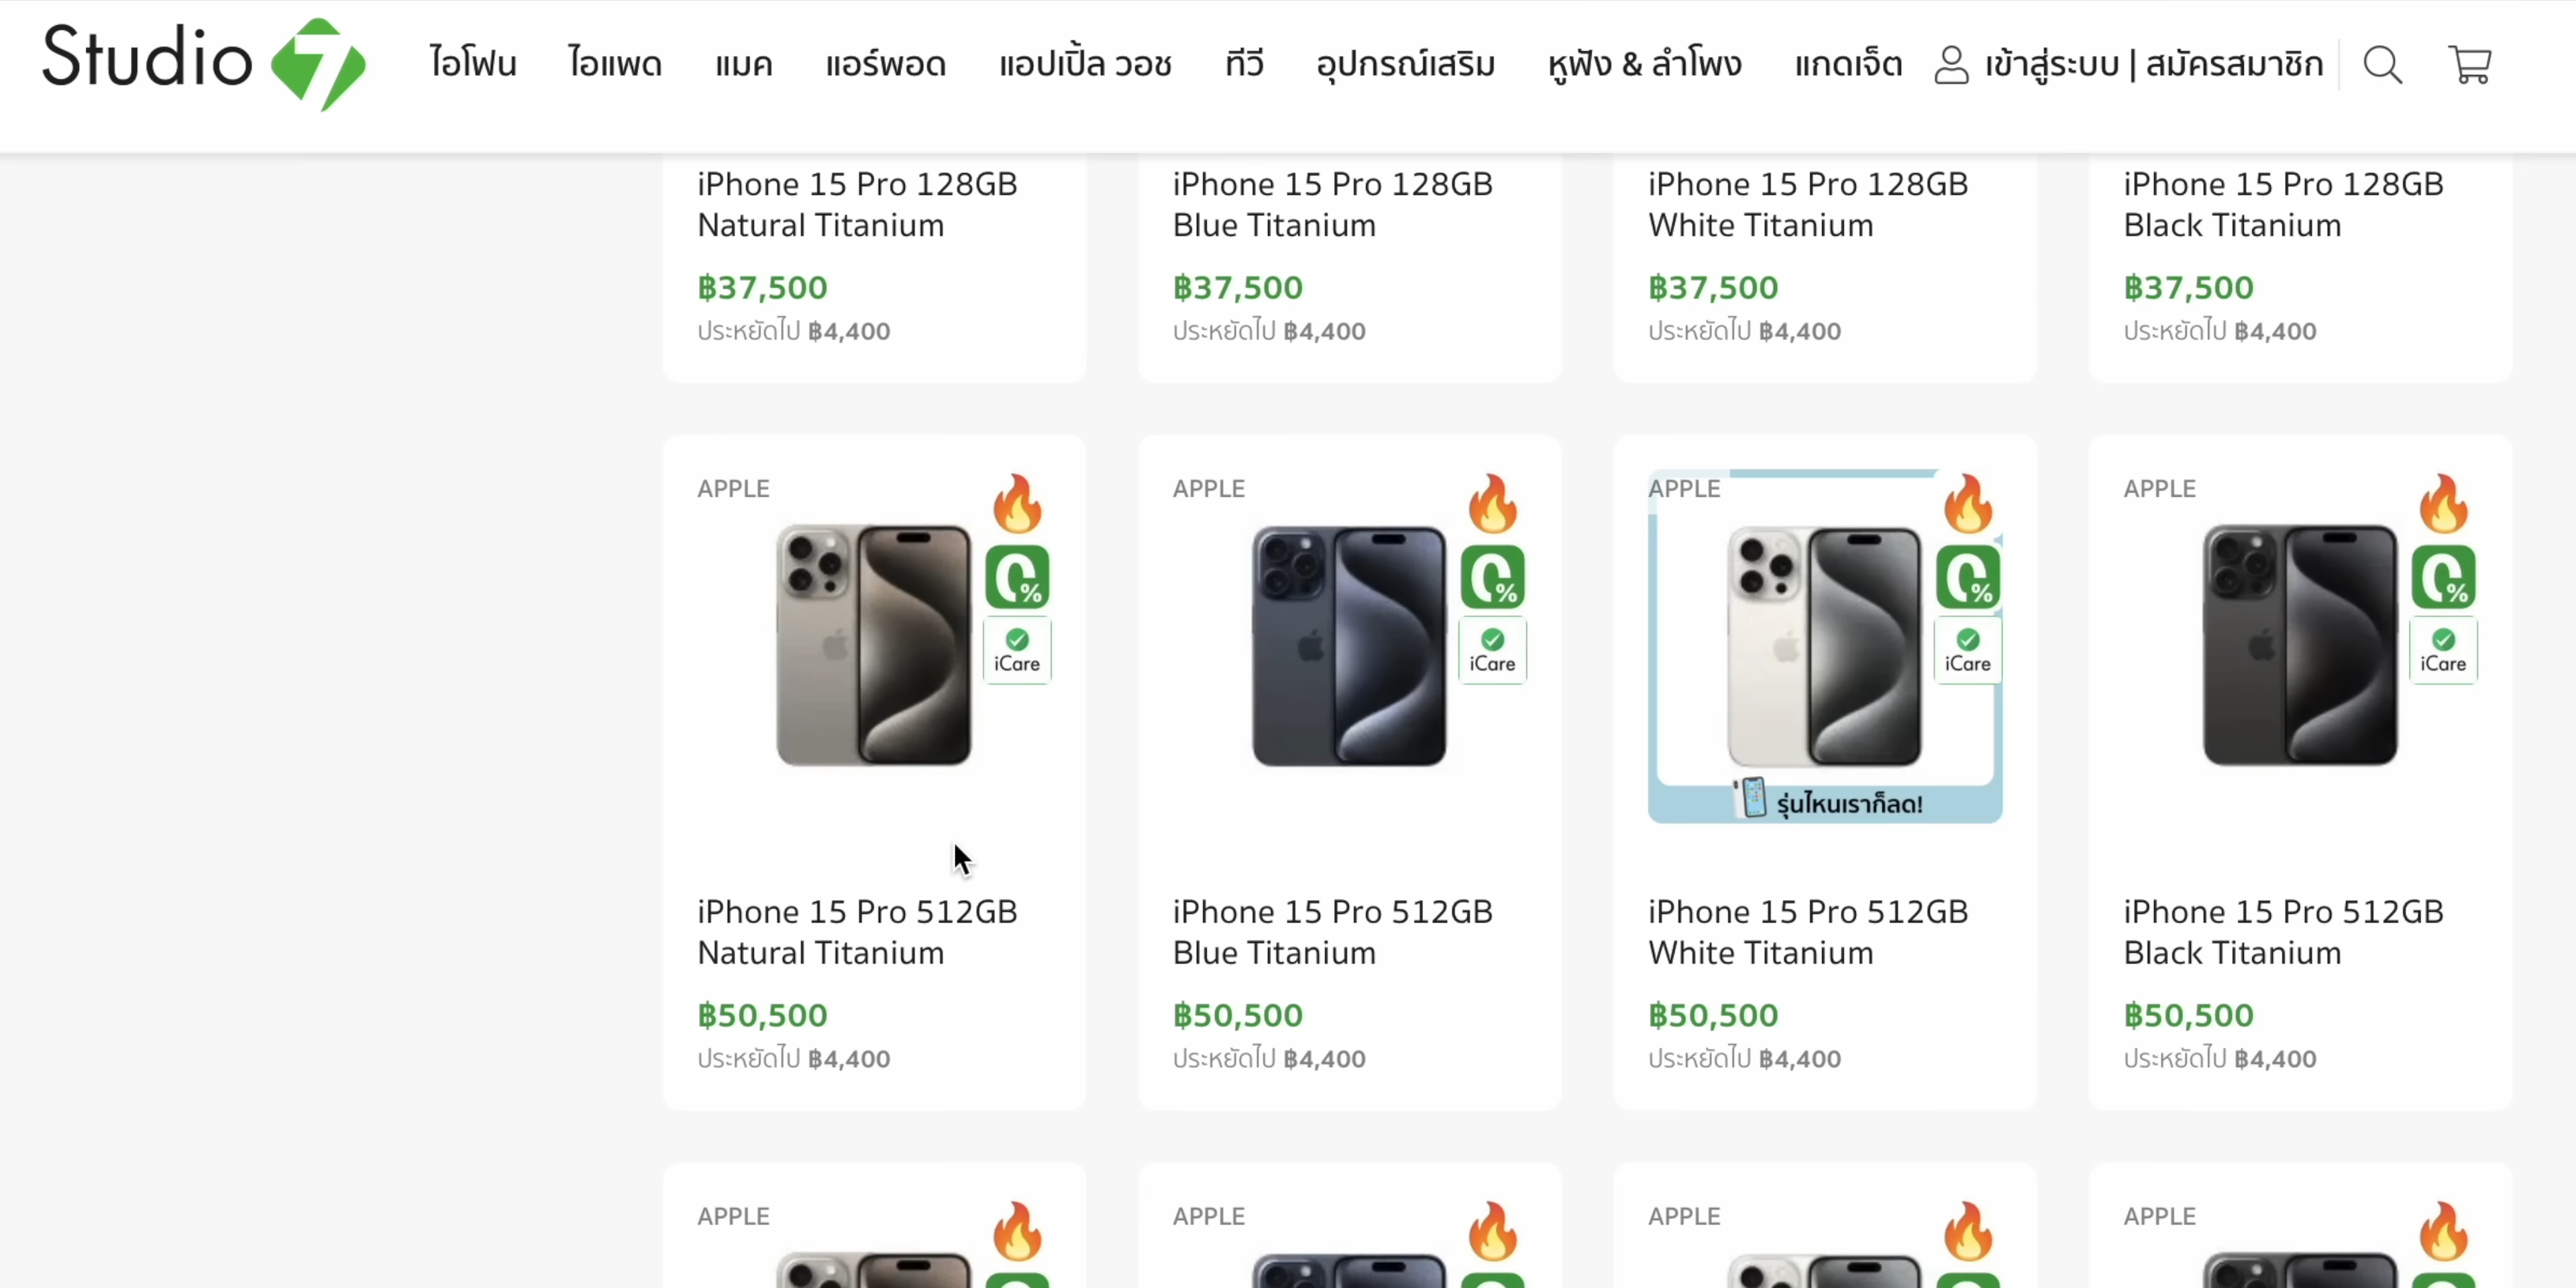 Studio 7
ไอโฟน ไอแพด แมค แอร์พอด แอปเปิ้ล วอช ทีวี อุปกรณ์เสริม หูฟัง & ลำโพง แกดเจ็ต เข้าสู่ระบบ | สมัครสมาชิก
iPhone 15 Pro 128GB
Natural Titanium
฿37,500
ประหยัดไป ฿4,400
iPhone 15 Pro 128GB
Blue Titanium
฿37,500
ประหยัดไป ฿4,400
iPhone 15 Pro 128GB
White Titanium
฿37,500
ประหยัดไป ฿4,400
iPhone 15 Pro 128GB
Black Titanium
฿37,500
ประหยัดไป ฿4,400
APPLE
0%
iCare
iPhone 15 Pro 512GB
Natural Titanium
฿50,500
ประหยัดไป ฿4,400
APPLE
0%
iCare
iPhone 15 Pro 512GB
Blue Titanium
฿50,500
ประหยัดไป ฿4,400
APPLE
0%
iCare
รุ่นไหนเราก็ลด!
iPhone 15 Pro 512GB
White Titanium
฿50,500
ประหยัดไป ฿4,400
APPLE
0%
iCare
iPhone 15 Pro 512GB
Black Titanium
฿50,500
ประหยัดไป ฿4,400
APPLE
APPLE
APPLE
APPLE